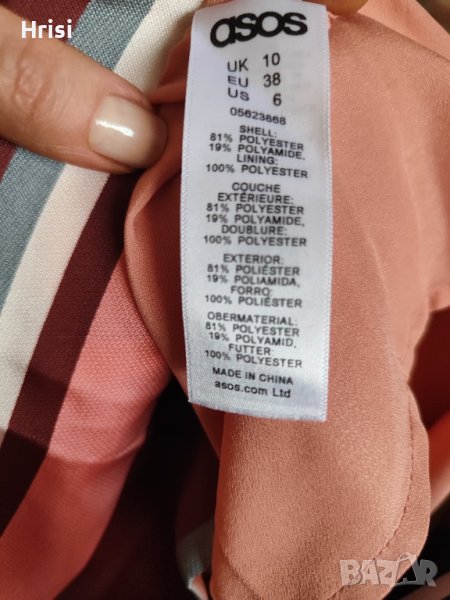 Hrisi
asos
UK 10
EU 38
US 6
05623868
SHELL:
81% POLYESTER
19% POLYAMIDE,
LINING:
100% POLYESTER
COUCHE
EXTÉRIEURE:
81% POLYESTER
19% POLYAMIDE,
DOUBLURE:
100% POLYESTER
EXTERIOR:
81% POLIÉSTER
19% POLIAMIDA,
FORRO:
100% POLIÉSTER
OBERMATERIAL:
81% POLYESTER
19% POLYAMID,
FUTTER:
100% POLYESTER
MADE IN CHINA
asos.com Ltd
BAZAR